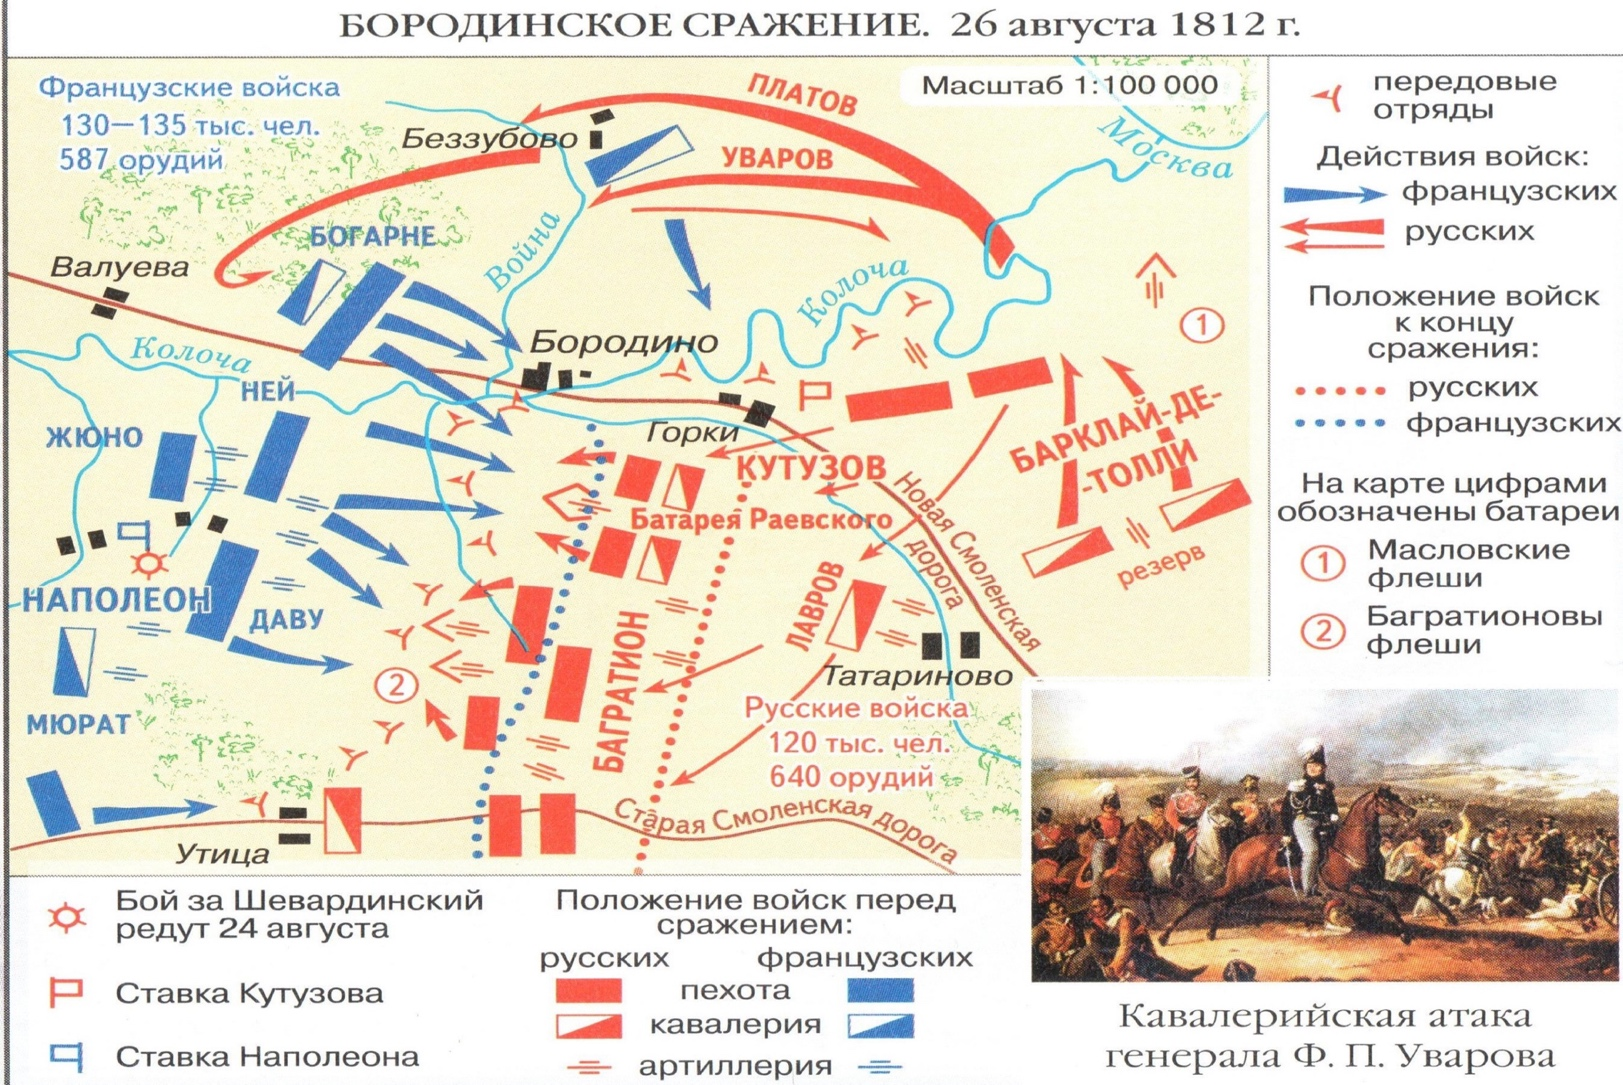 БОРОДИНСКОЕ СРАЖЕНИЕ. 26 августа 1812 г.
Французские войска
130–135 тыс. чел.
587 орудий
Масштаб 1:100 000
ПЛАТОВ
УВАРОВ
Беззубово
Москва
БОГАРНЕ
Война
Валуева
Колоча
Колоча
Бородино
НЕЙ
ЖЮНО
Горки
КУТУЗОВ
БАРКЛАЙ-ДЕ-
-ТОЛЛИ
1
Батарея Раевского
Новая Смоленская
дорога
резерв
НАПОЛЕОН
ДАВУ
ЛАВРОВ
БАГРАТИОН
Татариново
2
МЮРАТ
Русские войска
120 тыс. чел.
640 орудий
Старая Смоленская дорога
Утица
передовые
отряды
Действия войск:
французских
русских
Положение войск
к концу
сражения:
русских
французских
На карте цифрами
обозначены батареи
1 Масловские
флеши
2 Багратионовы
флеши
Бой за Шевардинский
редут 24 августа
Ставка Кутузова
Ставка Наполеона
Положение войск перед
сражением:
русских французских
пехота
кавалерия
артиллерия
Кавалерийская атака
генерала Ф. П. Уварова